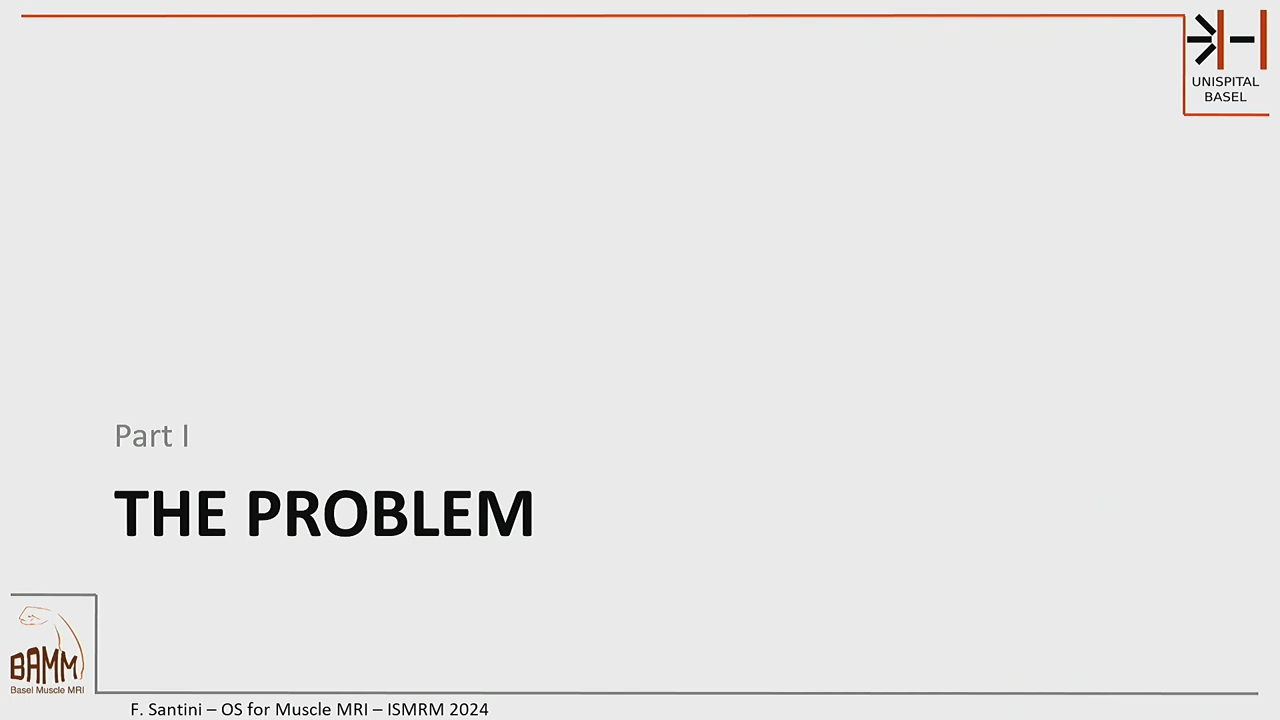 UNISPITAL
BASEL
Part I
THE PROBLEM
BAMM
Basel Muscle MRI
F. Santini – OS for Muscle MRI – ISMRM 2024